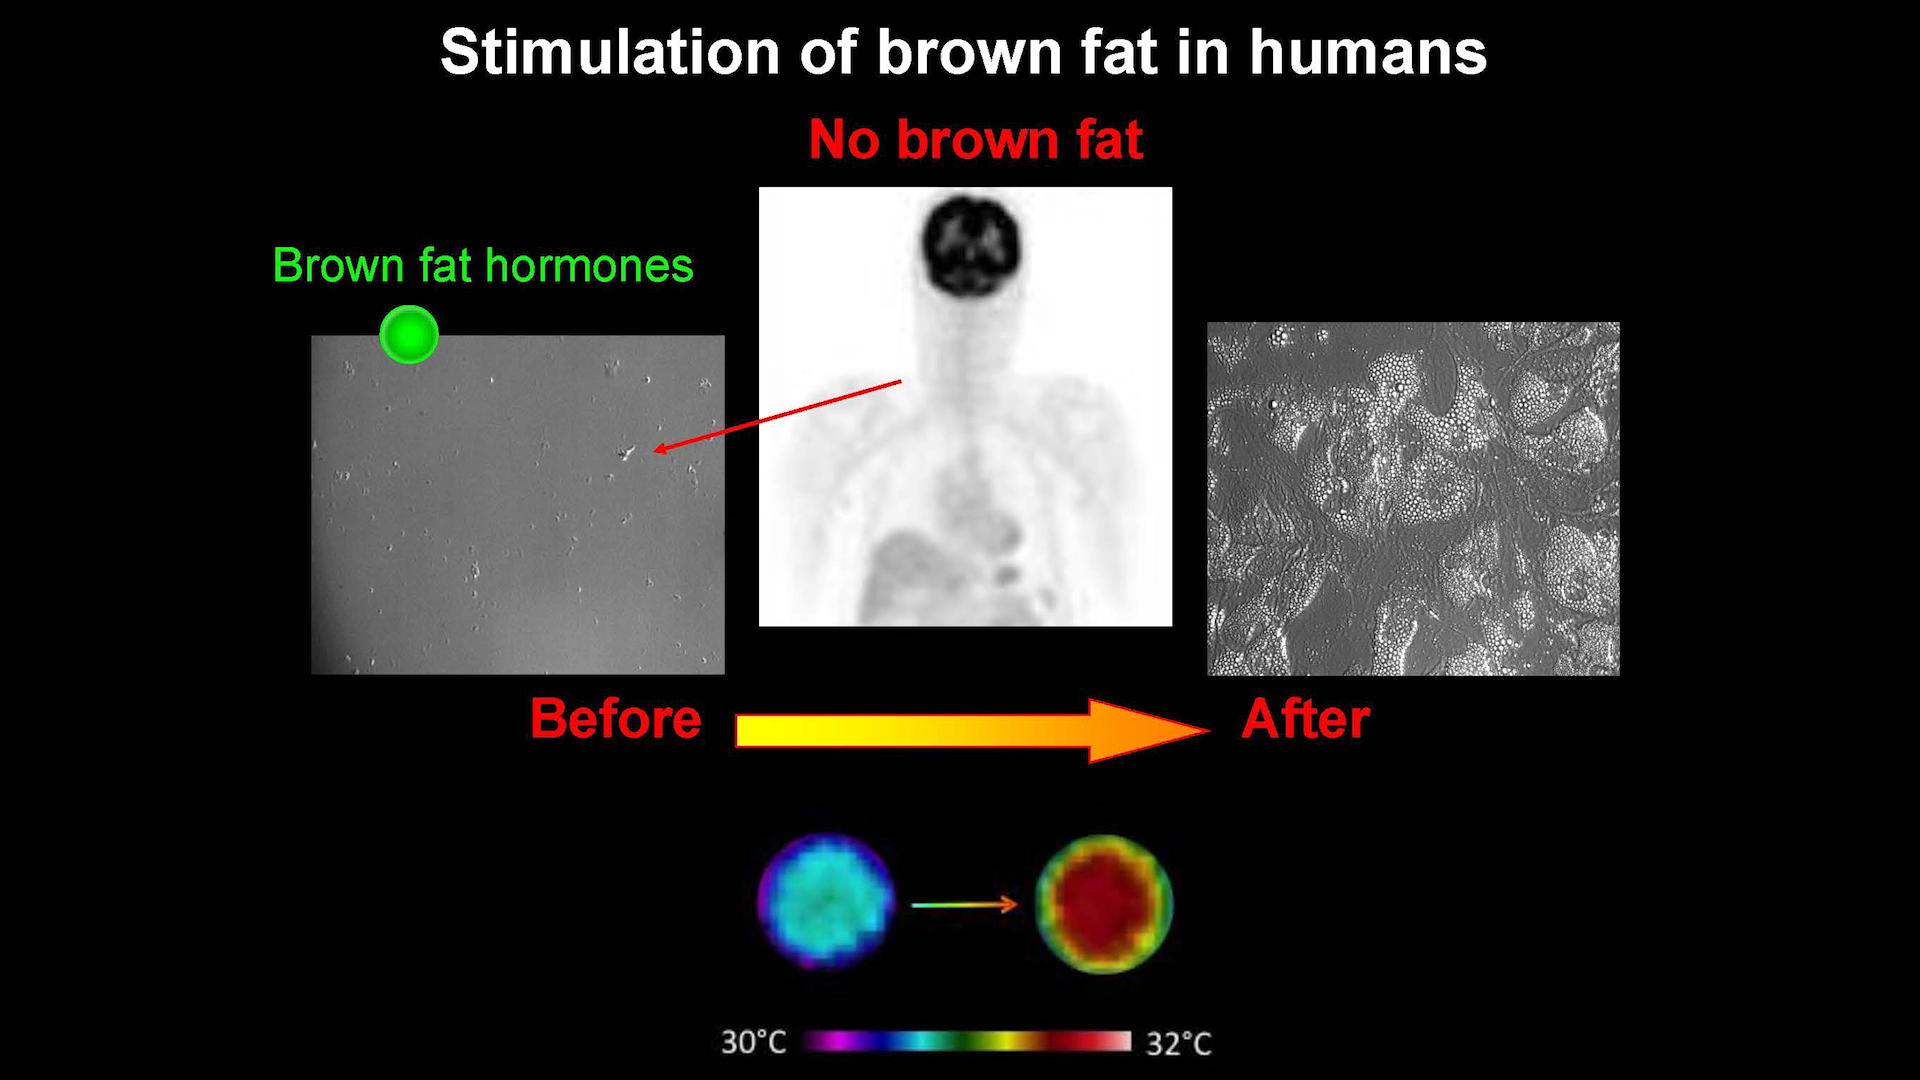 Stimulation of brown fat in humans
No brown fat
Brown fat hormones
Before
After
30°C
32°C